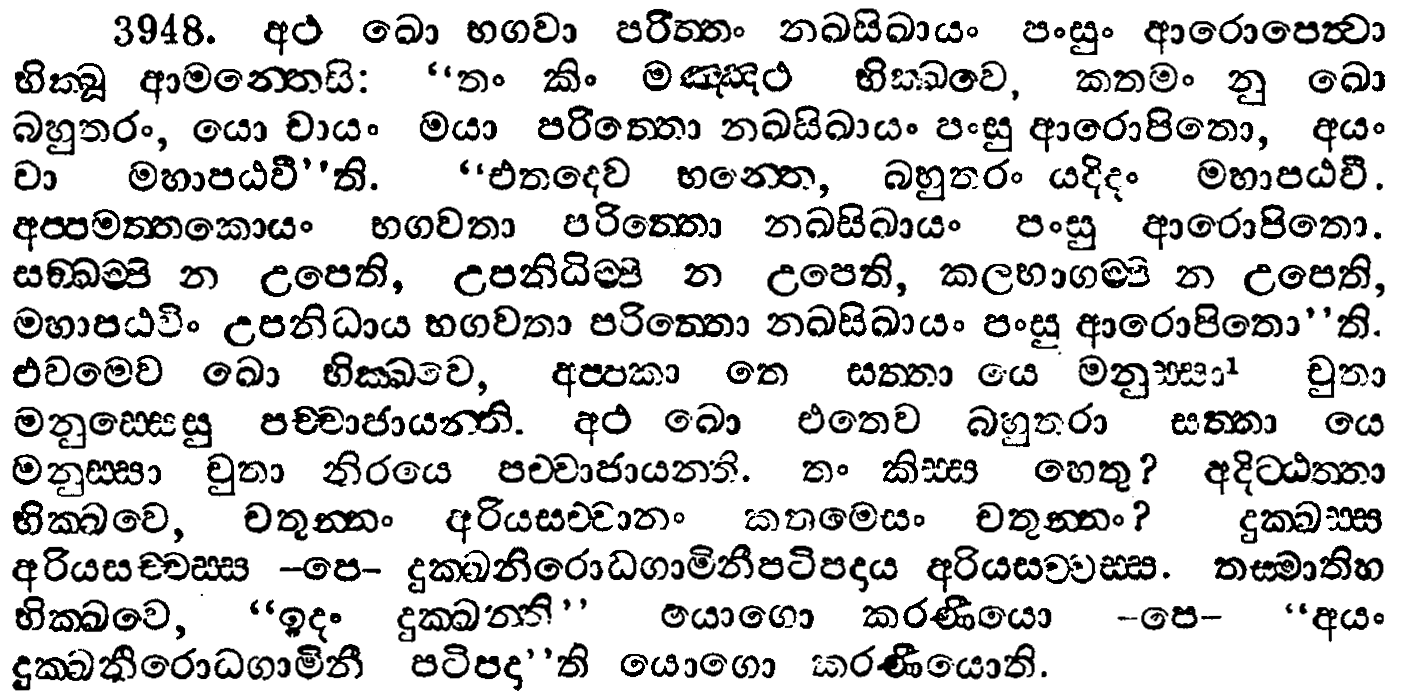 3948. අථ ඛො භගවා පරිත්තං නඛසිඛායං පංසුං ආරොපෙත්වා
භික්ඛූ ආමන්තෙසි: “තං කිං මඤ්ඤථ භික්ඛවෙ, කතමං නු ඛො
බහුතරං, යො චායං මයා පරිත්තො නඛසිඛායං පංසු ආරොපිතො, අයං
වා මහාපඨවී”ති. “එතදෙව භන්තෙ, බහුතරං යදිදං මහාපඨවී.
අප්පමත්තකොයං භගවතා පරිත්තො නඛසිඛායං පංසු ආරොපිතො.
සඞ්ඛම්පි න උපෙති, උපනිධිම්පි න උපෙති, කලභාගම්පි න උපෙති,
මහාපඨවිං උපනිධාය භගවතා පරිත්තො නඛසිඛායං පංසු ආරොපිතො”ති.
එවමෙව ඛො භික්ඛවෙ, අප්පකා තෙ සත්තා යෙ මනුස්සා¹ චුතා
මනුස්සෙසු පච්චාජායන්ති. අථ ඛො එතෙව බහුතරා සත්තා යෙ
මනුස්සා චුතා නිරයෙ පච්චාජායන්ති. තං කිස්ස හෙතු? අදිට්ඨත්තා
භික්ඛවෙ, චතුන්නං අරියසච්චානං කතමෙසං චතුන්නං? දුක්ඛස්ස
අරියසච්චස්ස –පෙ– දුක්ඛනිරොධගාමිනීපටිපදාය අරියසච්චස්ස. තස්මාතිහ
භික්ඛවෙ, “ඉදං දුක්ඛන්ති” යොගො කරණීයො –පෙ– “අයං
දුක්ඛනිරොධගාමිනී පටිපදා”ති යොගො කරණීයොති.